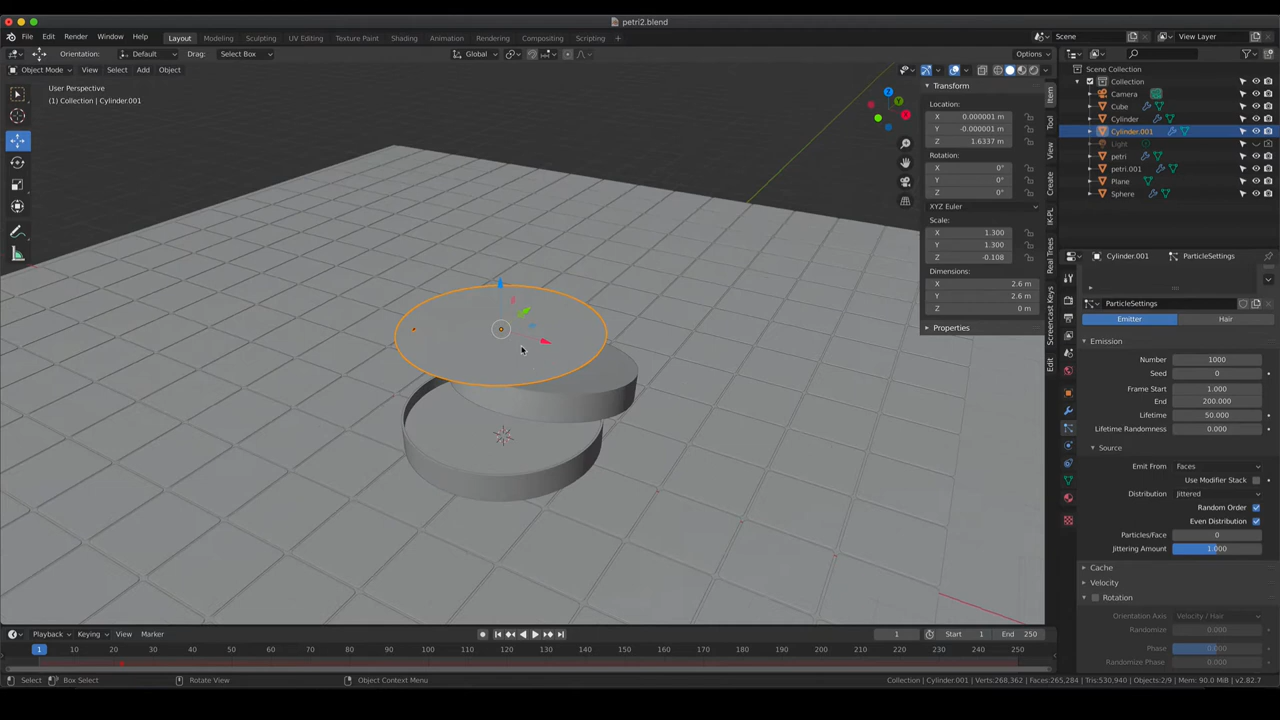 petri2.blend
File Edit Render Window Help Layout Modeling Sculpting UV Editing Texture Paint Shading Animation Rendering Compositing Scripting + Scene View Layer
Orientation: Default Drag: Select Box Global Options
Object Mode View Select Add Object
User Perspective
(1) Collection | Cylinder.001
Transform
Location:
X 0.000001 m
Y -0.000001 m
Z 1.6337 m
Rotation:
X 0°
Y 0°
Z 0°
XYZ Euler
Scale:
X 1.300
Y 1.300
Z -0.108
Dimensions:
X 2.6 m
Y 2.6 m
Z 0 m
Properties
Item
Tool
View
Create
IK-PL
Real Trees
Screencast Keys
Edit
Scene Collection
Collection
Camera
Cube
Cylinder
Cylinder.001
Light
petri
petri.001
Plane
Sphere
Cylinder.001 ParticleSettings
ParticleSettings
Emitter Hair
Emission
Number 1000
Seed 0
Frame Start 1.000
End 200.000
Lifetime 50.000
Lifetime Randomness 0.000
Source
Emit From Faces
Use Modifier Stack
Distribution Jittered
Random Order
Even Distribution
Particles/Face 0
Jittering Amount 1.000
Cache
Velocity
Rotation
Orientation Axis Velocity / Hair
Randomize 0.000
Phase 0.000
Randomize Phase 0.000
Playback Keying View Marker 1 Start 1 End 250
1 10 20 30 40 50 60 70 80 90 100 110 120 130 140 150 160 170 180 190 200 210 220 230 240 250
Select Box Select Rotate View Object Context Menu Collection | Cylinder.001 | Verts:268,362 | Faces:265,284 | Tris:530,940 | Objects:2/9 | Mem: 90.0 MiB | v2.82.7